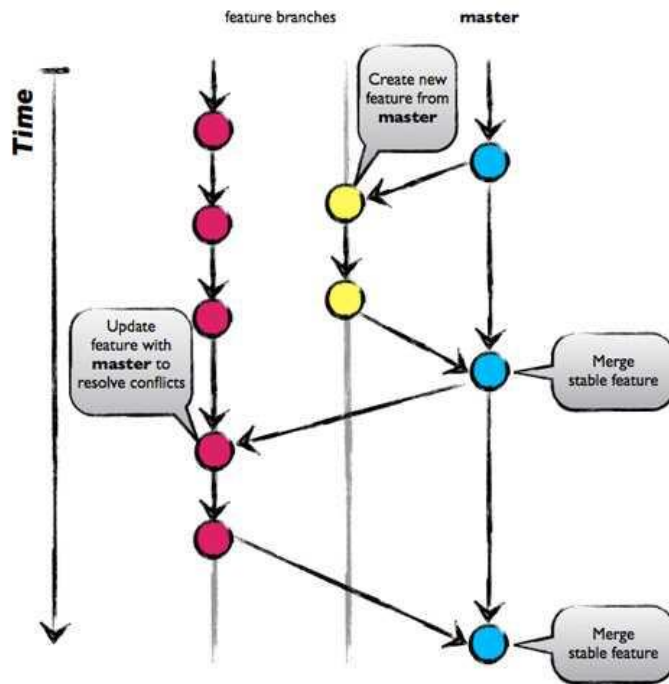 feature branches
master
Time
Create new
feature from
master
Update
feature with
master to
resolve conflicts
Merge
stable feature
Merge
stable feature